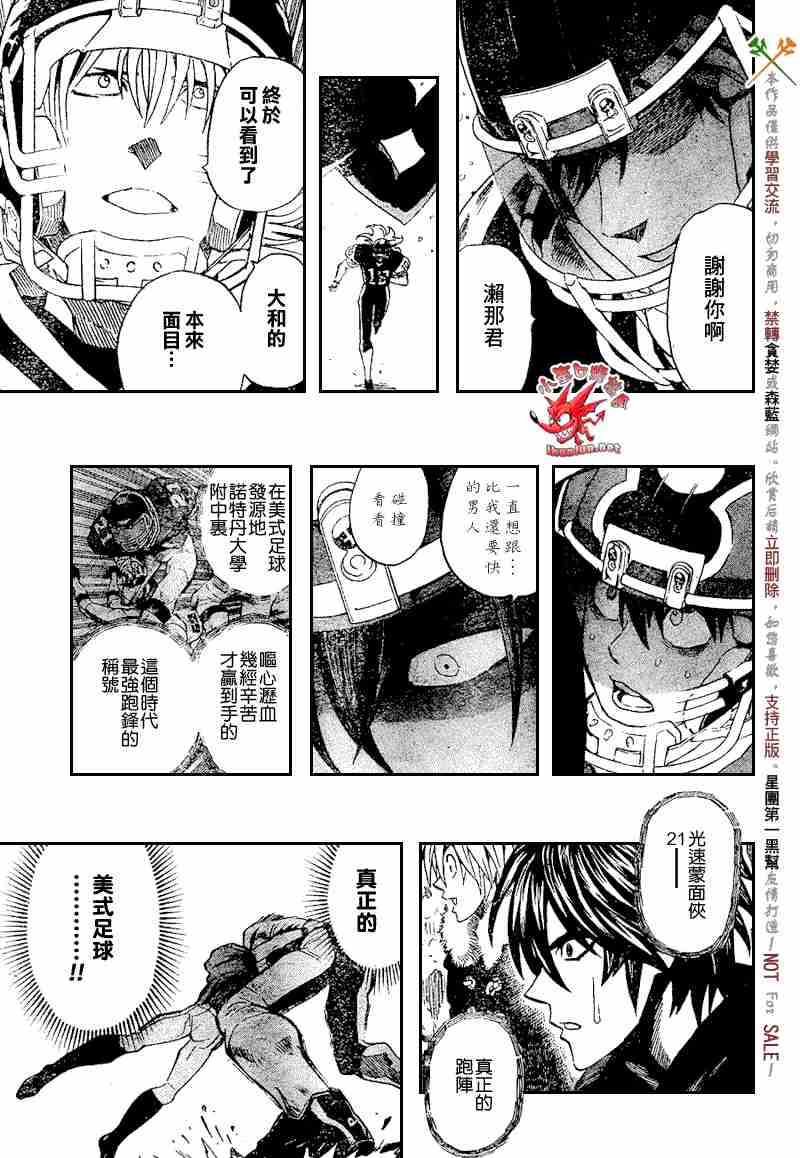 謝謝你啊
瀨那君
12
終於
可以看到了
大和的
本來
面目…
一直想跟…
比我還要快
的男人
碰撞
看看
在美式足球
發源地
諾特丹大學
附中裏
嘔心瀝血
幾經辛苦
才贏到手的
這個時代
最強跑鋒的
稱號
光速蒙面俠
21—
真正的
跑陣
真正的
美式足球
…………!!
本作品僅供學習交流，切勿商用，禁轉貪婪或森藍網站。欣賞后請立即刪除，如您喜歡，支持正版。星團第一黑幫友情打造—NOT For SALE—